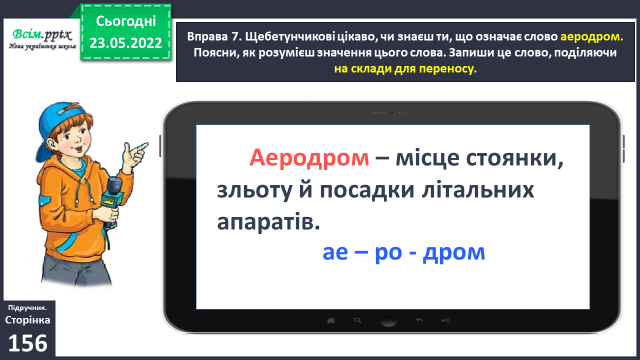 Всім.pptx
Нова українська школа
Сьогодні
23.05.2022
Вправа 7. Щебетунчикові цікаво, чи знаєш ти, що означає слово аеродром.
Поясни, як розумієш значення цього слова. Запиши це слово, поділяючи
на склади для переносу.
Аеродром – місце стоянки,
зльоту й посадки літальних
апаратів.
ае – ро - дром
Підручник.
Сторінка
156